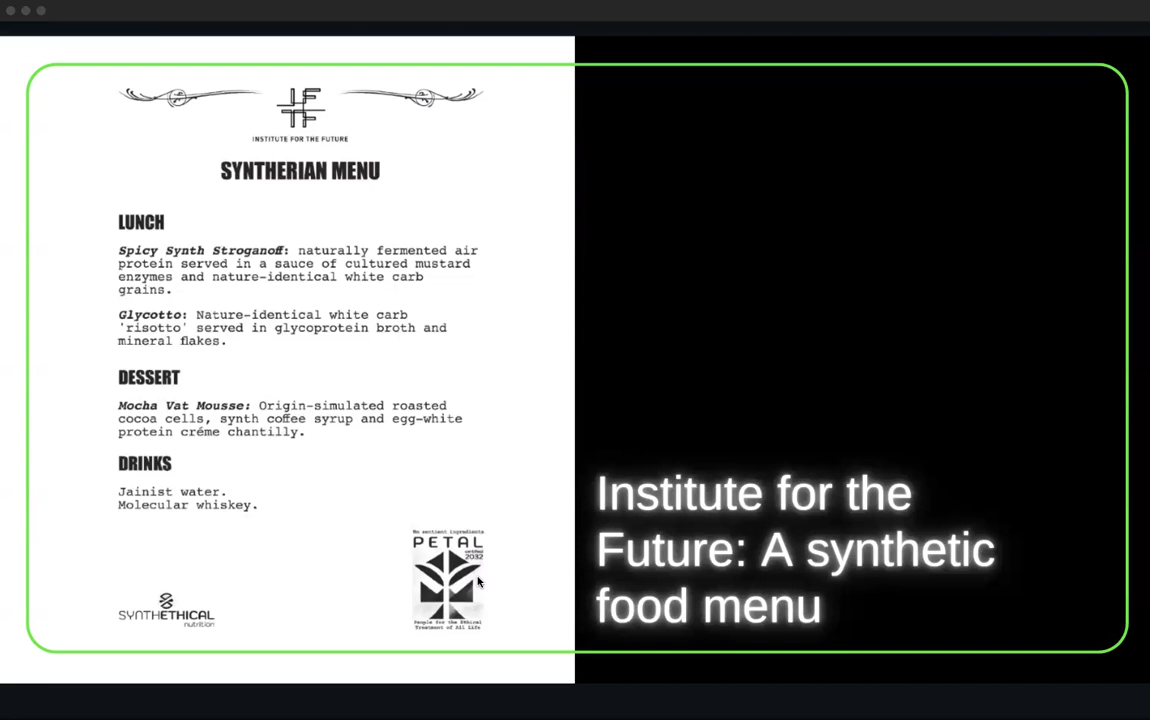 INSTITUTE FOR THE FUTURE
SYNTHERIAN MENU
LUNCH
Spicy Synth Stroganoff: naturally fermented air
protein served in a sauce of cultured mustard
enzymes and nature-identical white carb
grains.
Glycotto: Nature-identical white carb
'risotto' served in glycoprotein broth and
mineral flakes.
DESSERT
Mocha Vat Mousse: Origin-simulated roasted
cocoa cells, synth coffee syrup and egg-white
protein créme chantilly.
DRINKS
Jainist water.
Molecular whiskey.
No sentient ingredients
PETAL
certified
2032
People for the Ethical
Treatment of All Life
SYNTHETHICAL
nutrition
Institute for the
Future: A synthetic
food menu